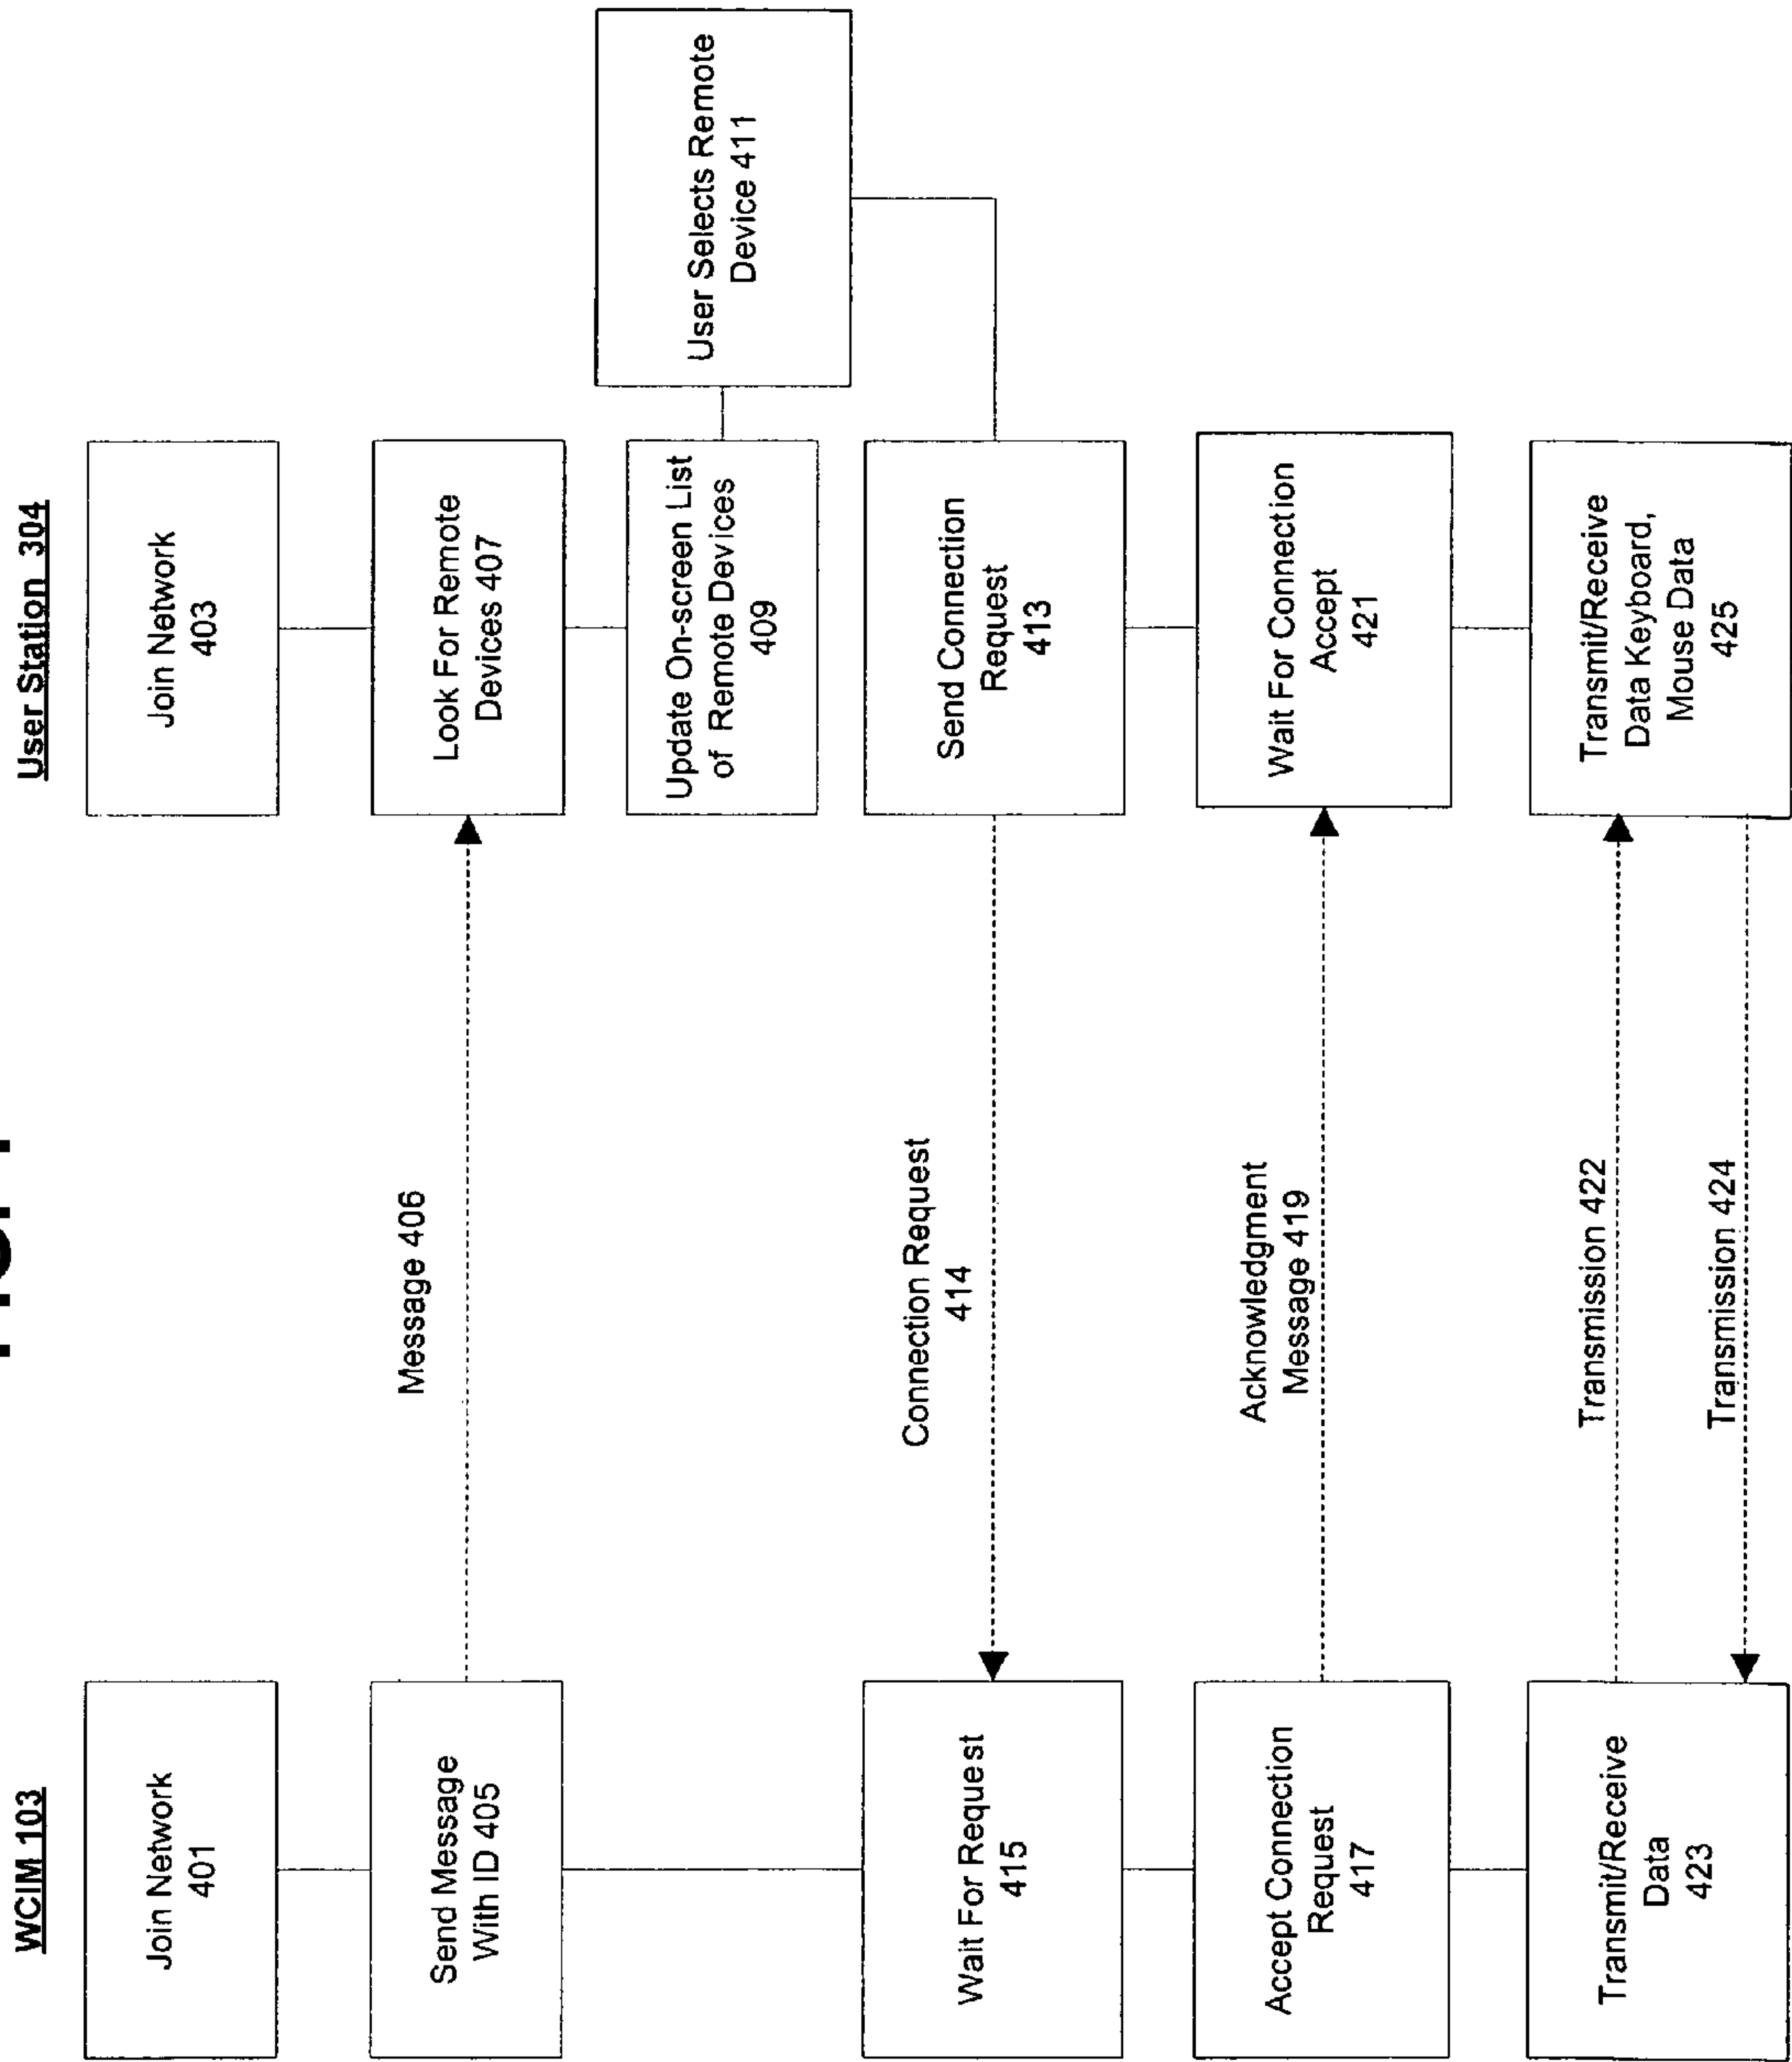 WCIM 103
User Station 304
Join Network
401
Join Network
403
Send Message
With ID 405
Message 406
Look For Remote
Devices 407
Update On-screen List
of Remote Devices
409
User Selects Remote
Device 411
Send Connection
Request
413
Connection Request
414
Wait For Request
415
Accept Connection
Request
417
Acknowledgment
Message 419
Wait For Connection
Accept
421
Transmit/Receive
Data
423
Transmission 422
Transmission 424
Transmit/Receive
Data Keyboard,
Mouse Data
425